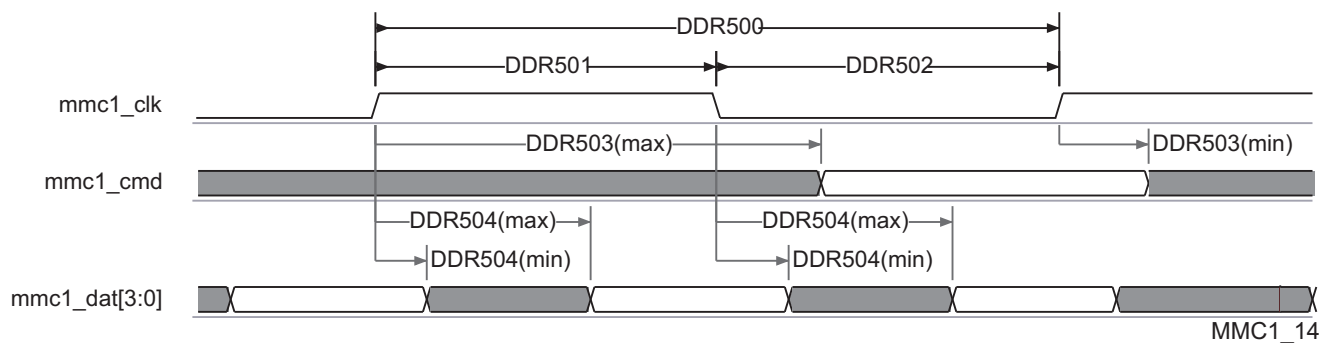 DDR500
DDR501 DDR502
mmc1_clk
DDR503(max) DDR503(min)
mmc1_cmd
DDR504(max) DDR504(max)
DDR504(min) DDR504(min)
mmc1_dat[3:0]
MMC1_14